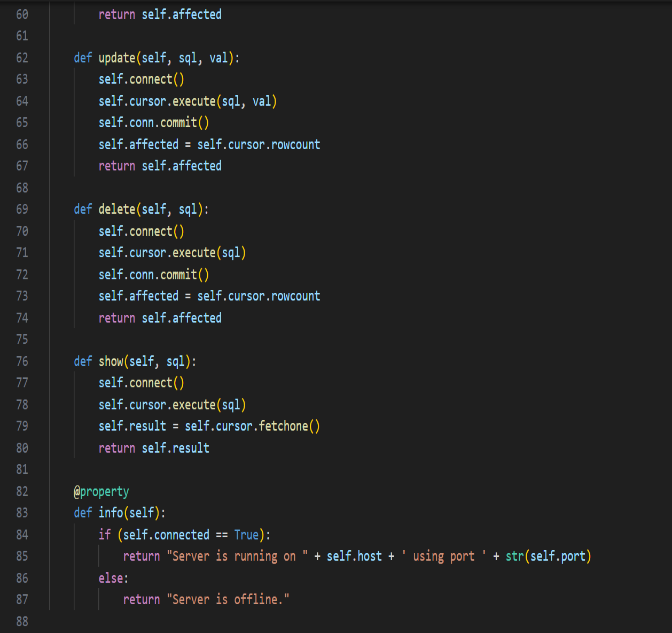 60 return self.affected
61
62 def update(self, sql, val):
63 self.connect()
64 self.cursor.execute(sql, val)
65 self.conn.commit()
66 self.affected = self.cursor.rowcount
67 return self.affected
68
69 def delete(self, sql):
70 self.connect()
71 self.cursor.execute(sql)
72 self.conn.commit()
73 self.affected = self.cursor.rowcount
74 return self.affected
75
76 def show(self, sql):
77 self.connect()
78 self.cursor.execute(sql)
79 self.result = self.cursor.fetchone()
80 return self.result
81
82 @property
83 def info(self):
84 if (self.connected == True):
85 return "Server is running on " + self.host + ' using port ' + str(self.port)
86 else:
87 return "Server is offline."
88